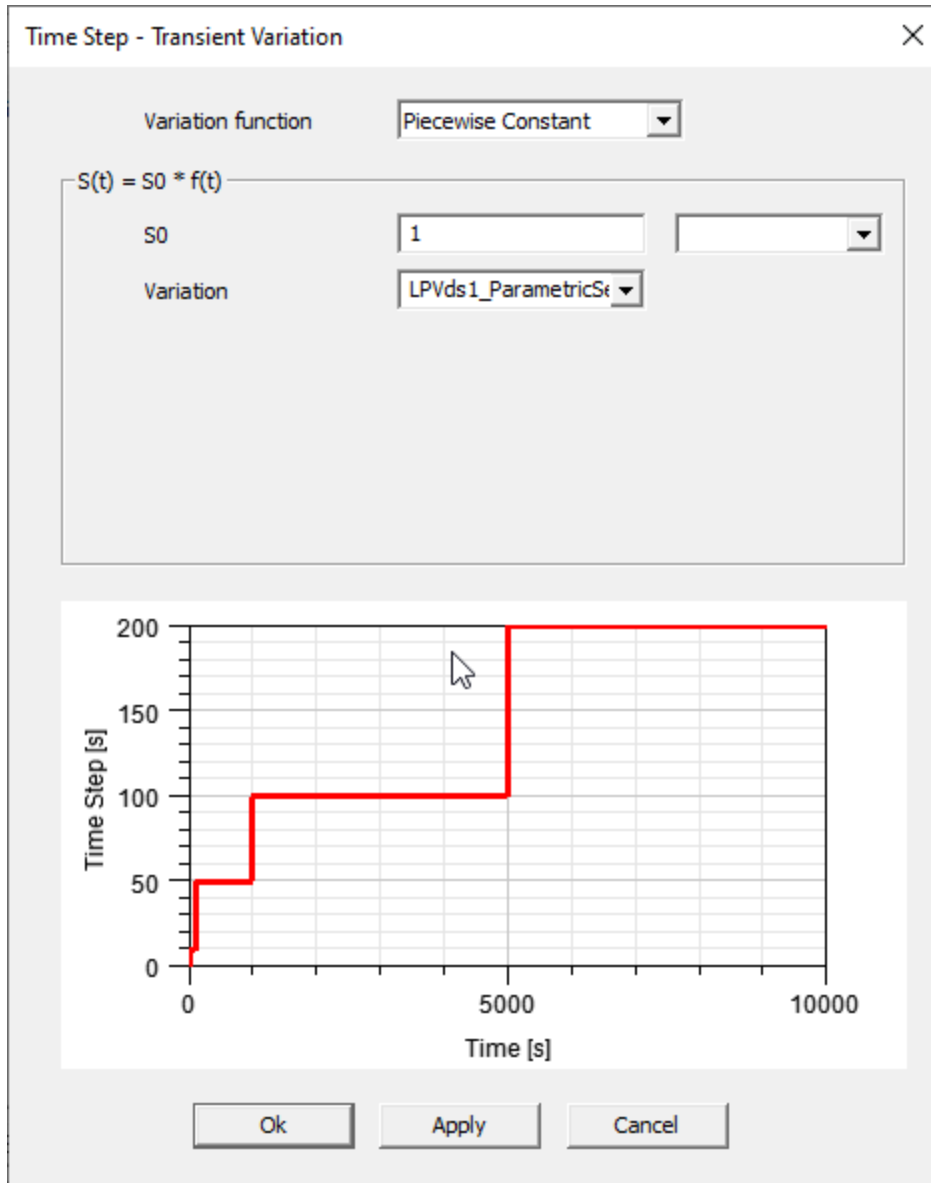 Time Step - Transient Variation
Variation function Piecewise Constant
S(t) = S0 * f(t)
S0 1
Variation LPVds1_ParametricSe
200
150
100
50
0
Time Step [s]
0 5000 10000
Time [s]
Ok Apply Cancel